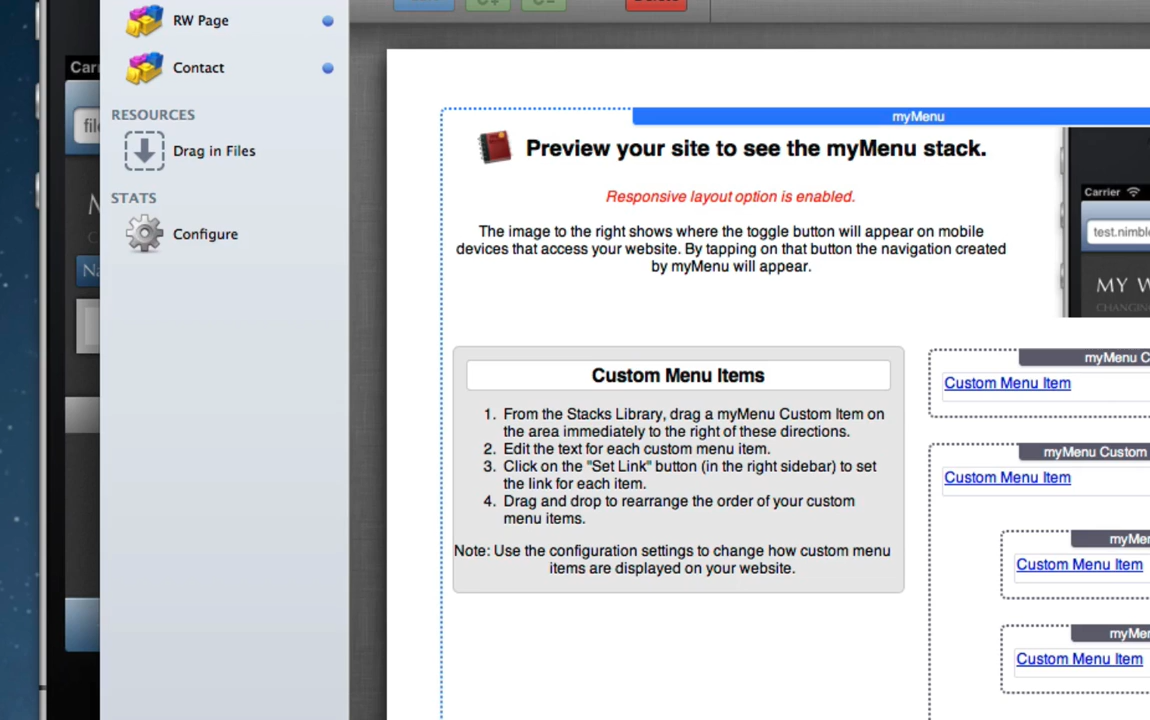 RW Page
Contact
RESOURCES
Drag in Files
STATS
Configure
myMenu
Preview your site to see the myMenu stack.
Responsive layout option is enabled.
The image to the right shows where the toggle button will appear on mobile
devices that access your website. By tapping on that button the navigation created
by myMenu will appear.
Carrier
test.nimble
MY W
CHANGING
Custom Menu Items
1. From the Stacks Library, drag a myMenu Custom Item on
the area immediately to the right of these directions.
2. Edit the text for each custom menu item.
3. Click on the "Set Link" button (in the right sidebar) to set
the link for each item.
4. Drag and drop to rearrange the order of your custom
menu items.
Note: Use the configuration settings to change how custom menu
items are displayed on your website.
myMenu C
Custom Menu Item
myMenu Custom
Custom Menu Item
myMen
Custom Menu Item
myMen
Custom Menu Item